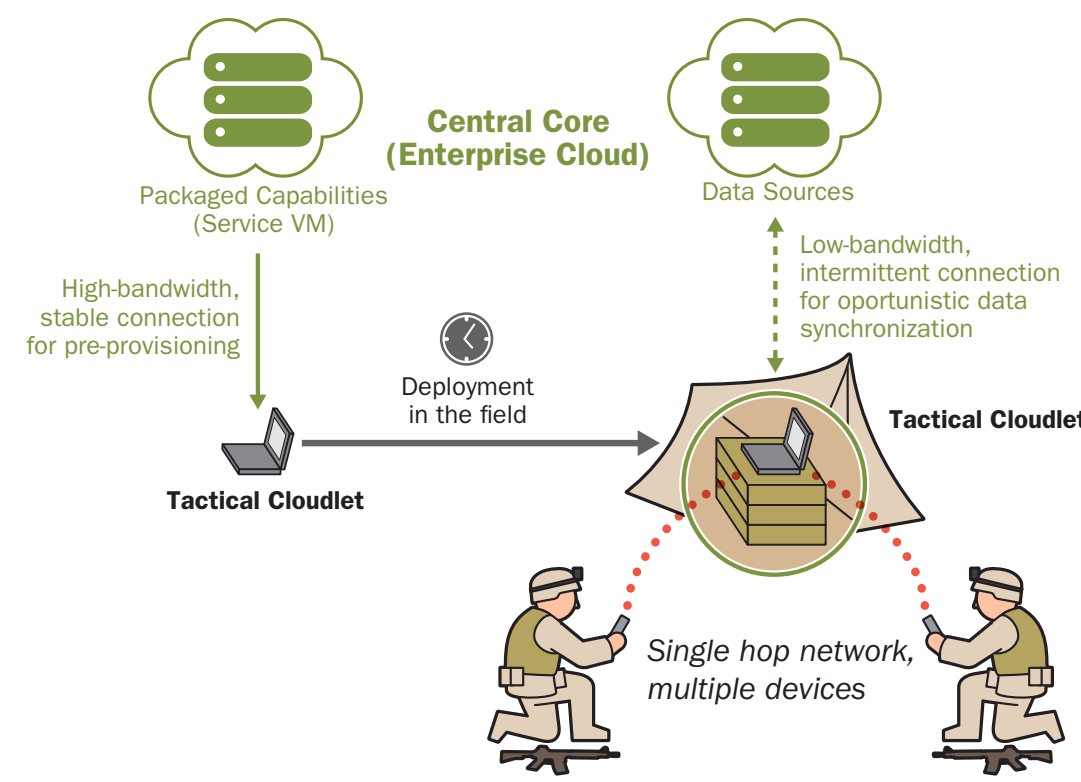 Central Core
(Enterprise Cloud)
Packaged Capabilities
(Service VM)
Data Sources
High-bandwidth,
stable connection
for pre-provisioning
Low-bandwidth,
intermittent connection
for oportunistic data
synchronization
Deployment
in the field
Tactical Cloudlet
Tactical Cloudlet
Single hop network,
multiple devices